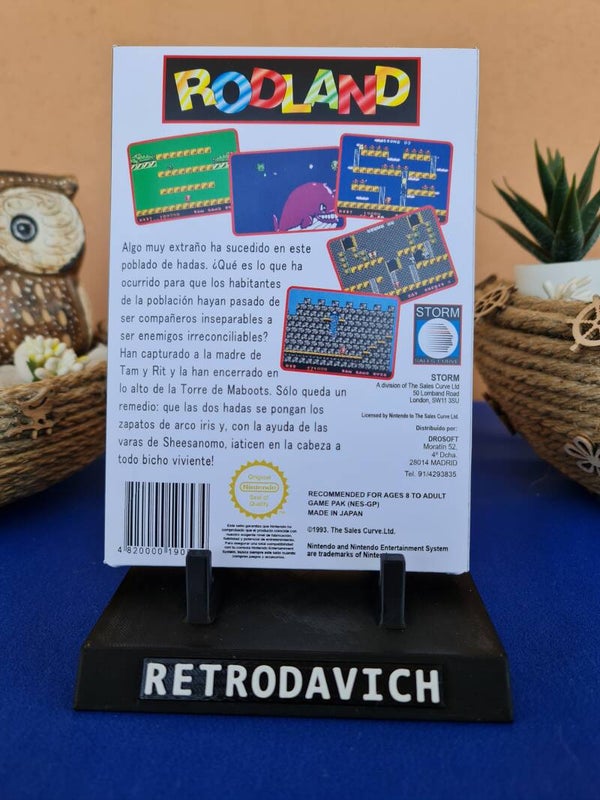 RODLAND
Algo muy extraño ha sucedido en este
poblado de hadas. ¿Qué es lo que ha
ocurrido para que los habitantes
de la población hayan pasado de
ser compañeros inseparables a
ser enemigos irreconciliables?
Han capturado a la madre de
Tam y Rit y la han encerrado en
lo alto de la Torre de Maboots. Sólo queda un
remedio: que las dos hadas se pongan los
zapatos de arco iris y, con la ayuda de las
varas de Sheesanomo, ¡aticen en la cabeza a
todo bicho viviente!
STORM
SALES CURVE
STORM
A division of The Sales Curve Ltd
50 Lombard Road
London, SW11 3SU
Licensed by Nintendo to The Sales Curve Ltd.
Distribuido por:
DROSOFT
Moratín 52,
4º Dcha.
28014 MADRID
Tel. 91/4293835
Original
Nintendo
Seal of
Quality
RECOMMENDED FOR AGES 8 TO ADULT
GAME PAK (NES-GP)
MADE IN JAPAN
©1993. The Sales Curve.Ltd.
Nintendo and Nintendo Entertainment System
are trademarks of
4 820000 190
RETRODAVICH